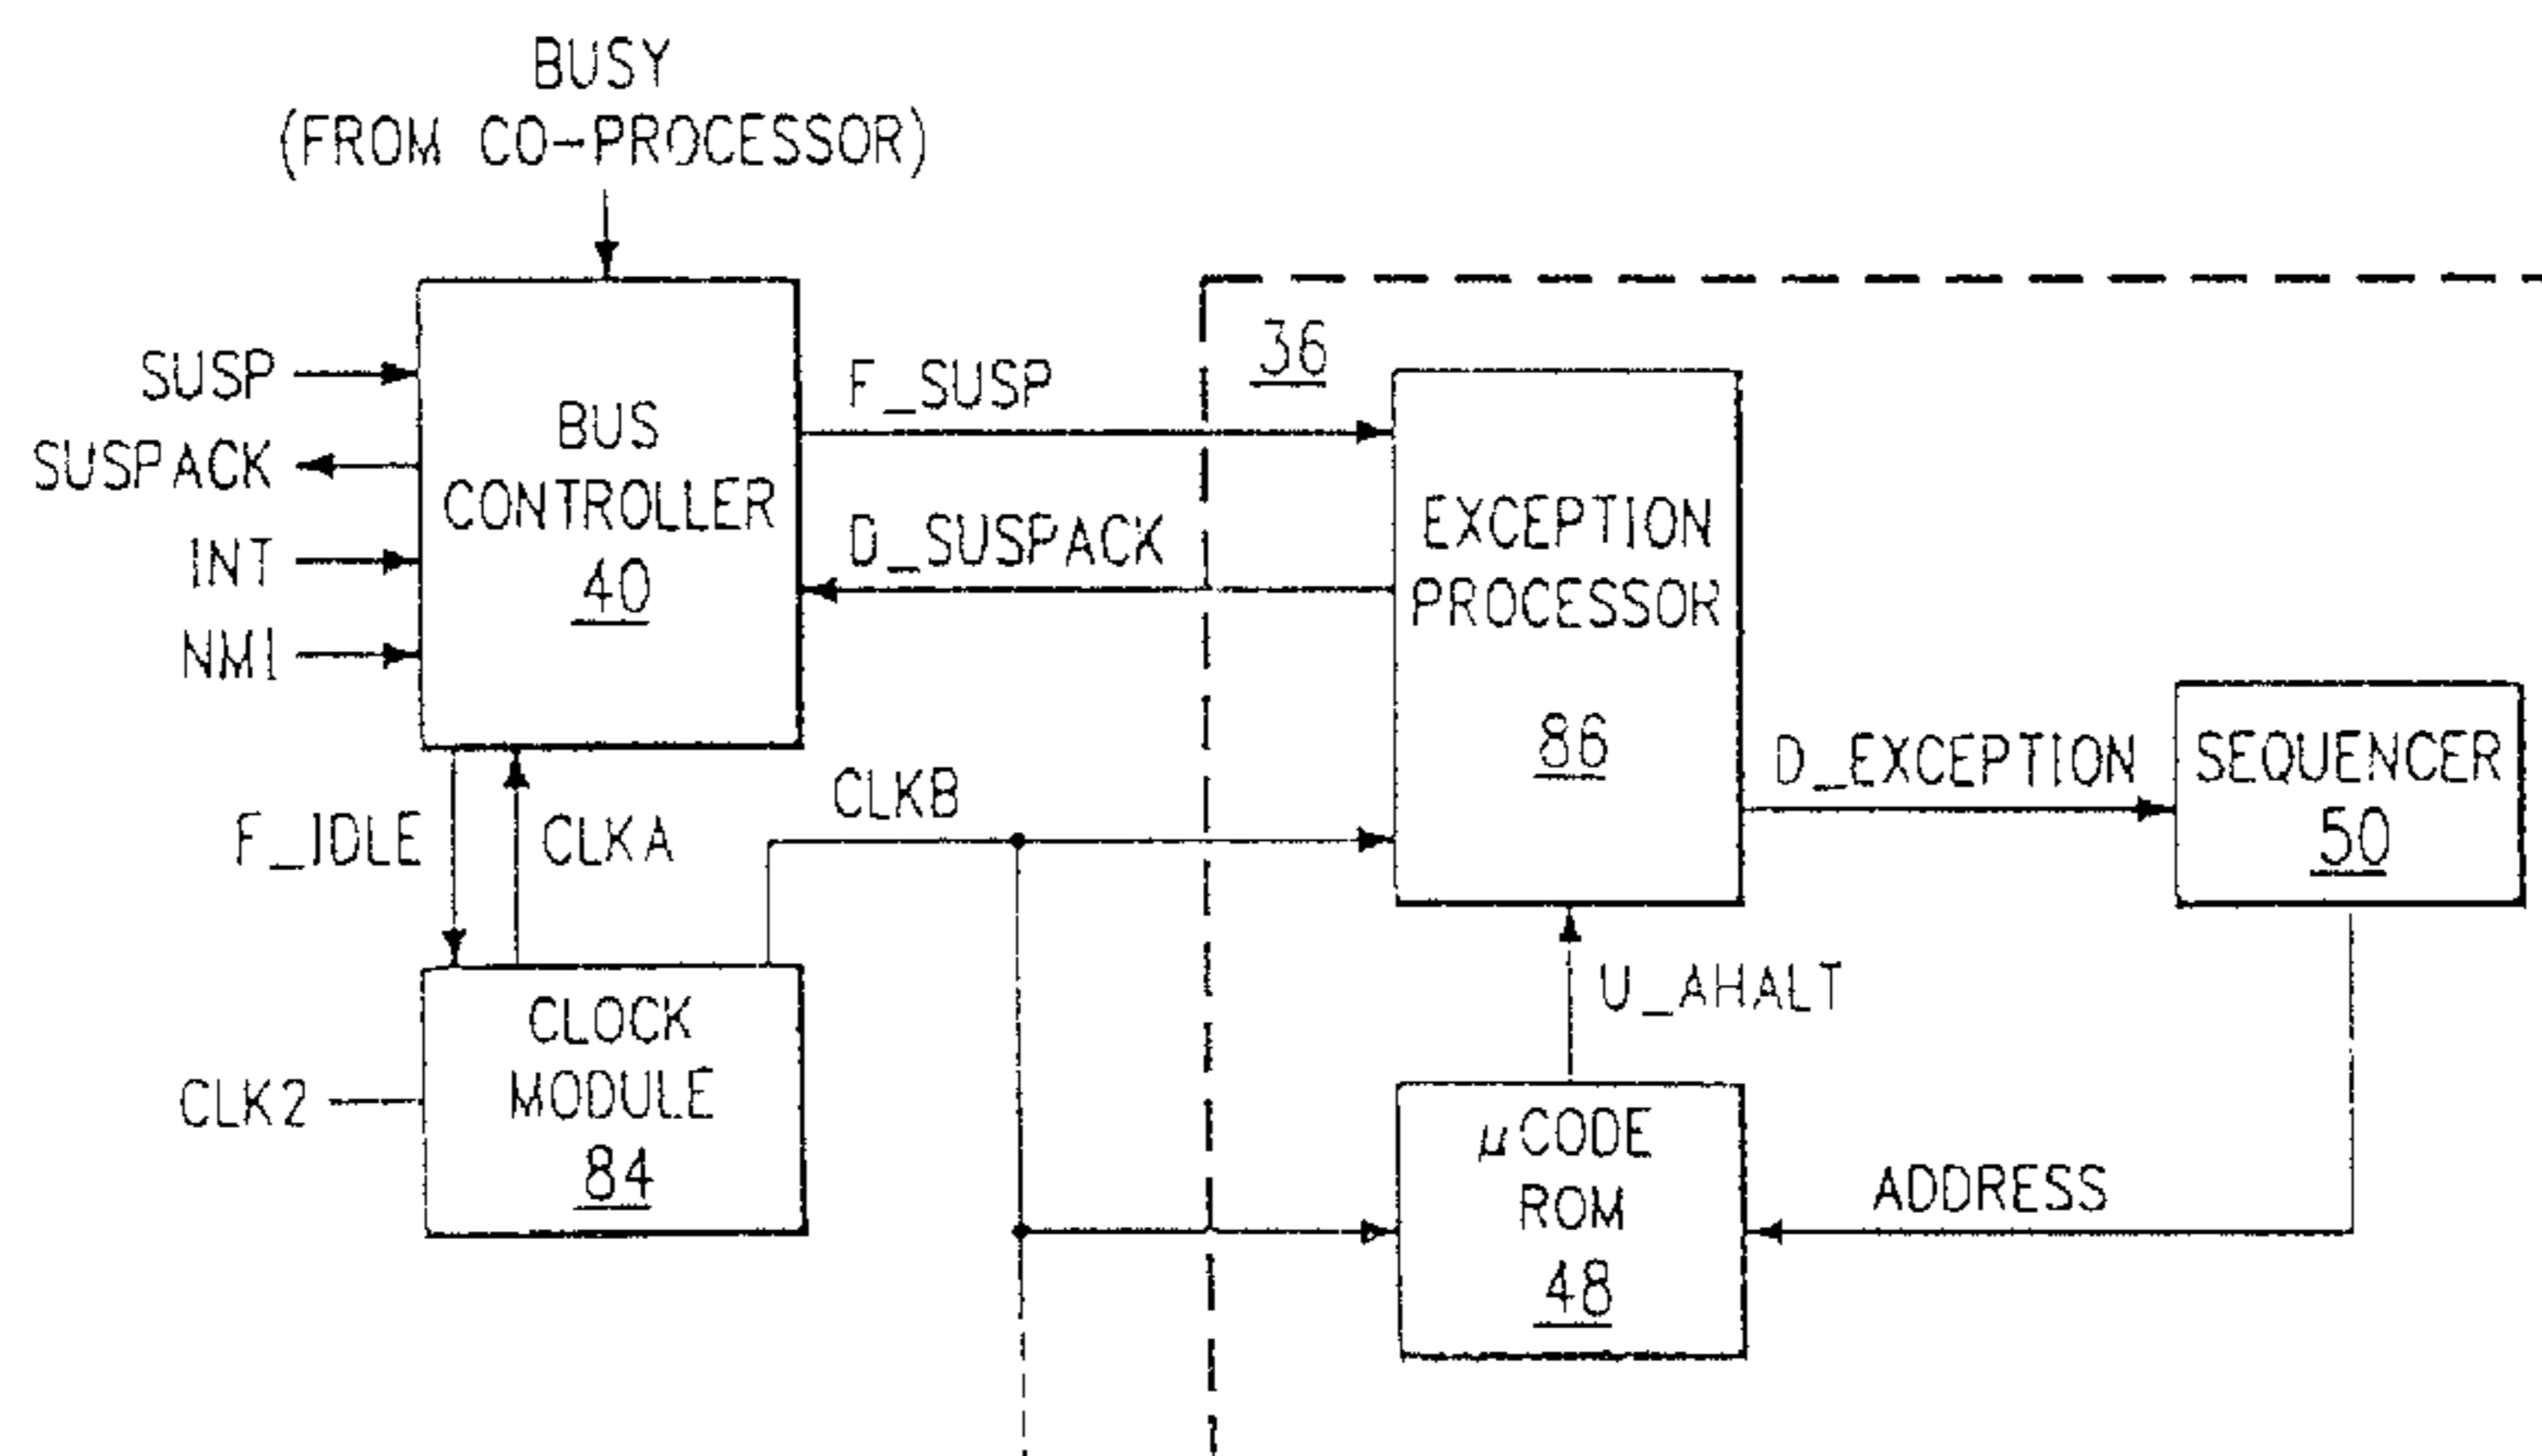 BUSY
(FROM CO-PROCESSOR)
SUSP
SUSPACK
INT
NMI
BUS
CONTROLLER
40
F_SUSP
D_SUSPACK
36
EXCEPTION
PROCESSOR
86
D_EXCEPTION
SEQUENCER
50
F_IDLE
CLKA
CLKB
U_AHALT
CLK2
CLOCK
MODULE
84
μCODE
ROM
48
ADDRESS